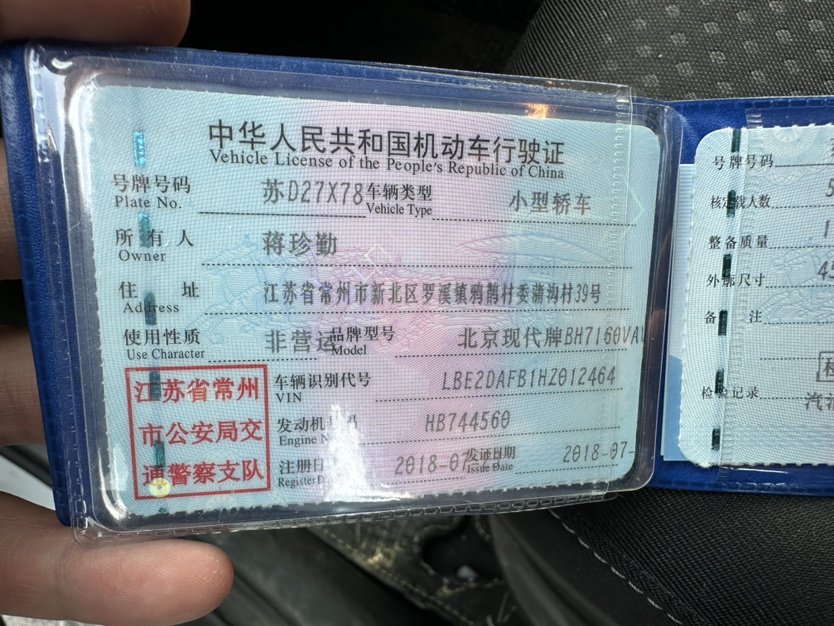 中华人民共和国机动车行驶证
Vehicle License of the People's Republic of China
号牌号码 苏D27X78 车辆类型 小型轿车
Plate No. Vehicle Type
所有人 蒋珍勤
Owner
住址 江苏省常州市新北区罗溪镇鸦鹊村委蒲沟村39号
Address
使用性质 非营运 品牌型号 北京现代牌BH7160VA
Use Character Model
江苏省常州
市公安局交
通警察支队
车辆识别代号 LBE2DAFB1HZ012464
VIN
发动机号码 HB744560
Engine N
注册日 2018-07 发证日期 2018-07-
Register D Issue Date
号牌号码
核定载人数
整备质量
外廓尺寸
备注
检验记录